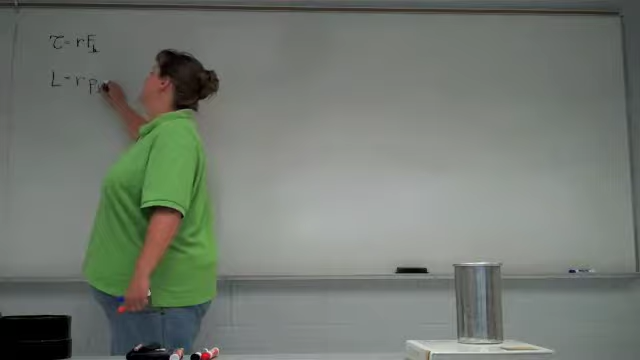 τ = rF⊥
L = rp⊥